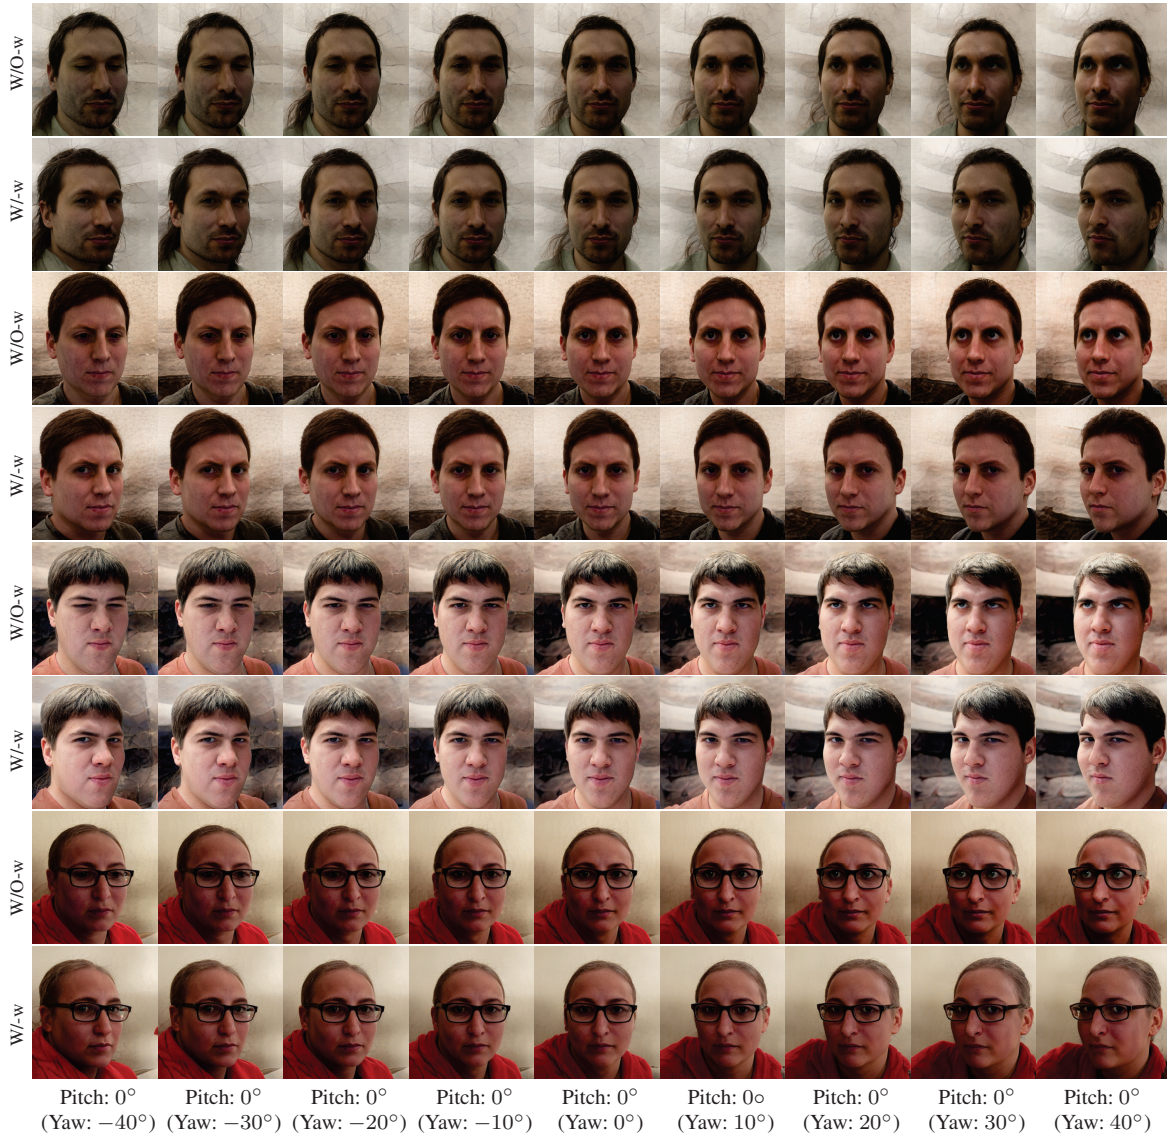 W/O-w
W/-w
W/O-w
W/-w
W/O-w
W/-w
W/O-w
W/-w
Pitch: 0° Pitch: 0° Pitch: 0° Pitch: 0° Pitch: 0° Pitch: 0○ Pitch: 0° Pitch: 0° Pitch: 0°
(Yaw: −40°) (Yaw: −30°) (Yaw: −20°) (Yaw: −10°) (Yaw: 0°) (Yaw: 10°) (Yaw: 20°) (Yaw: 30°) (Yaw: 40°)